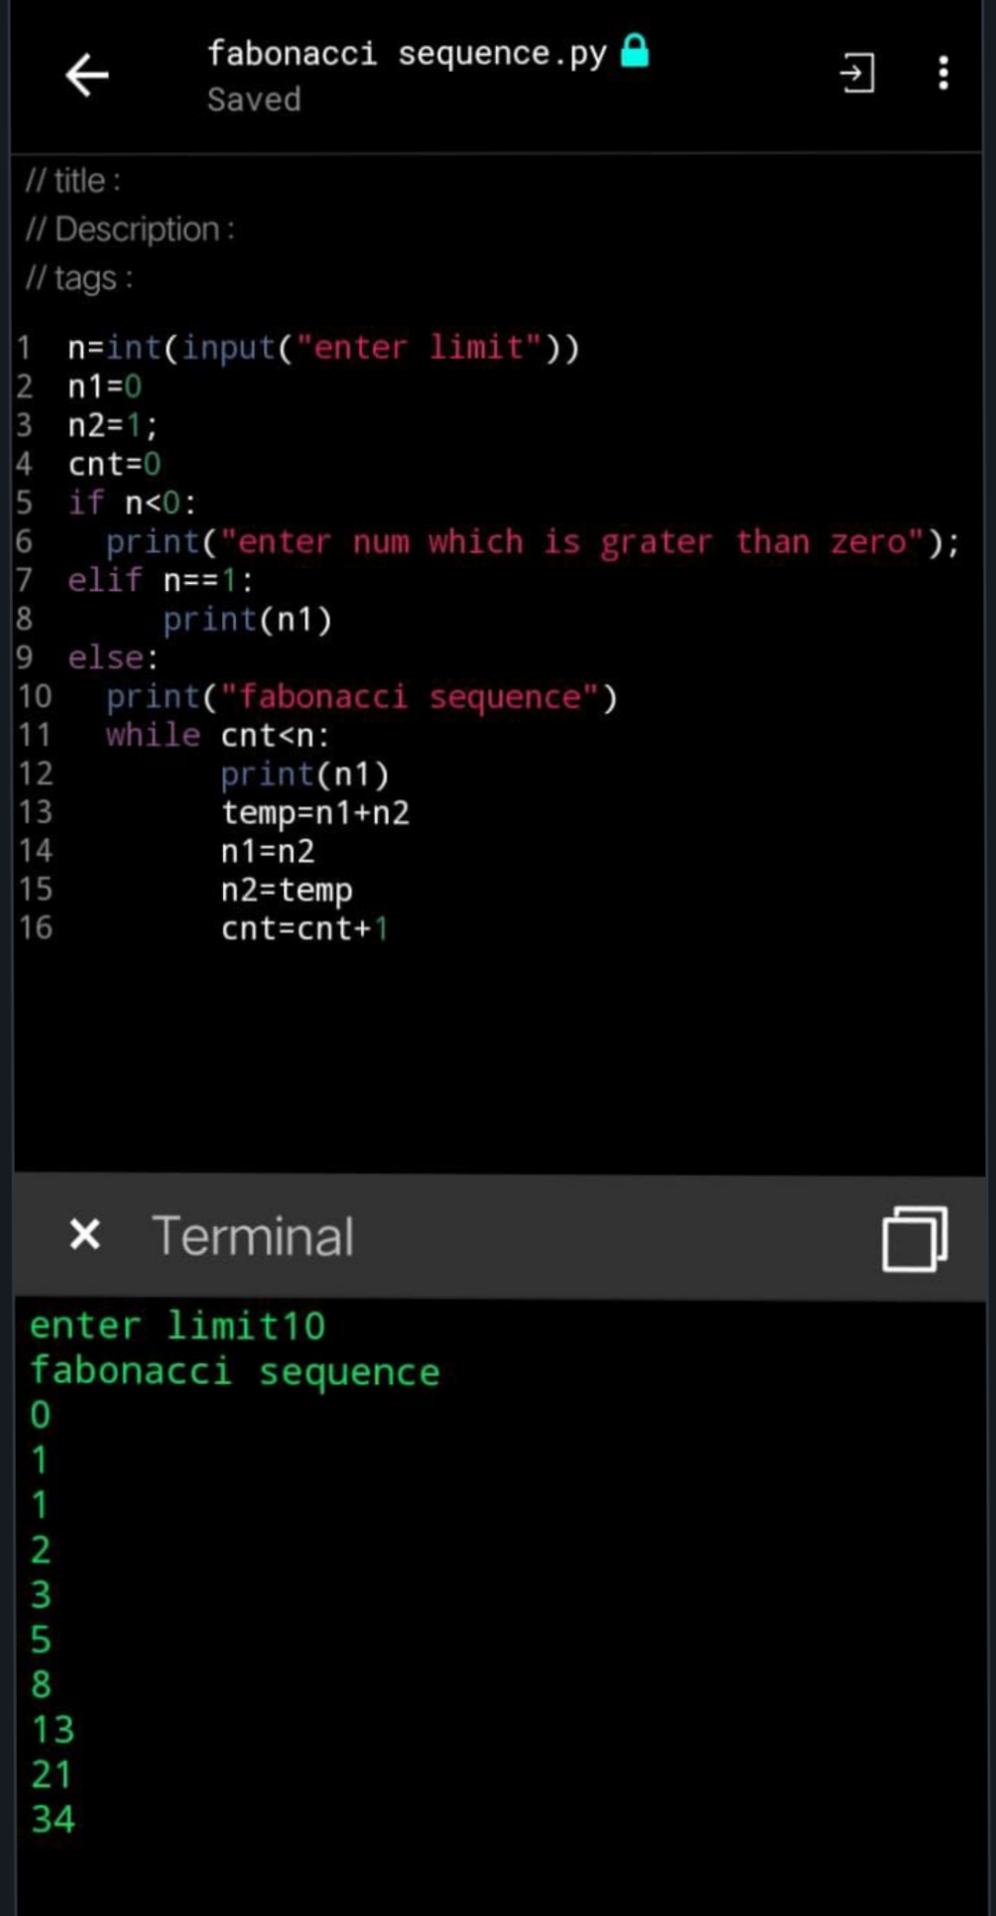 fabonacci sequence.py
Saved
// title :
// Description :
// tags :
1 n=int(input("enter limit"))
2 n1=0
3 n2=1;
4 cnt=0
5 if n<0:
6   print("enter num which is grater than zero");
7 elif n==1:
8      print(n1)
9 else:
10   print("fabonacci sequence")
11   while cnt<n:
12         print(n1)
13         temp=n1+n2
14         n1=n2
15         n2=temp
16         cnt=cnt+1
Terminal
enter limit10
fabonacci sequence
0
1
1
2
3
5
8
13
21
34